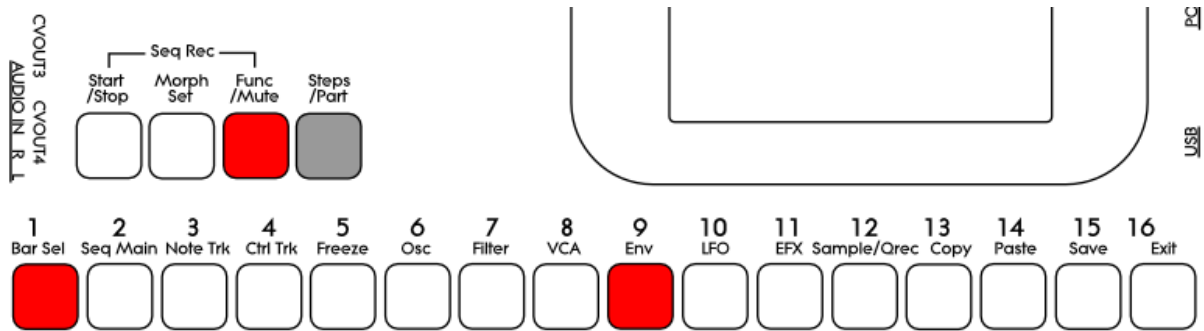 CVOUT3
CVOUT4
AUDIO IN R L
Seq Rec
Start
/Stop
Morph
Set
Func
/Mute
Steps
/Part
USB
1 2 3 4 5 6 7 8 9 10 11 12 13 14 15 16
Bar Sel Seq Main Note Trk Ctrl Trk Freeze Osc Filter VCA Env LFO EFX Sample/Qrec Copy Paste Save Exit